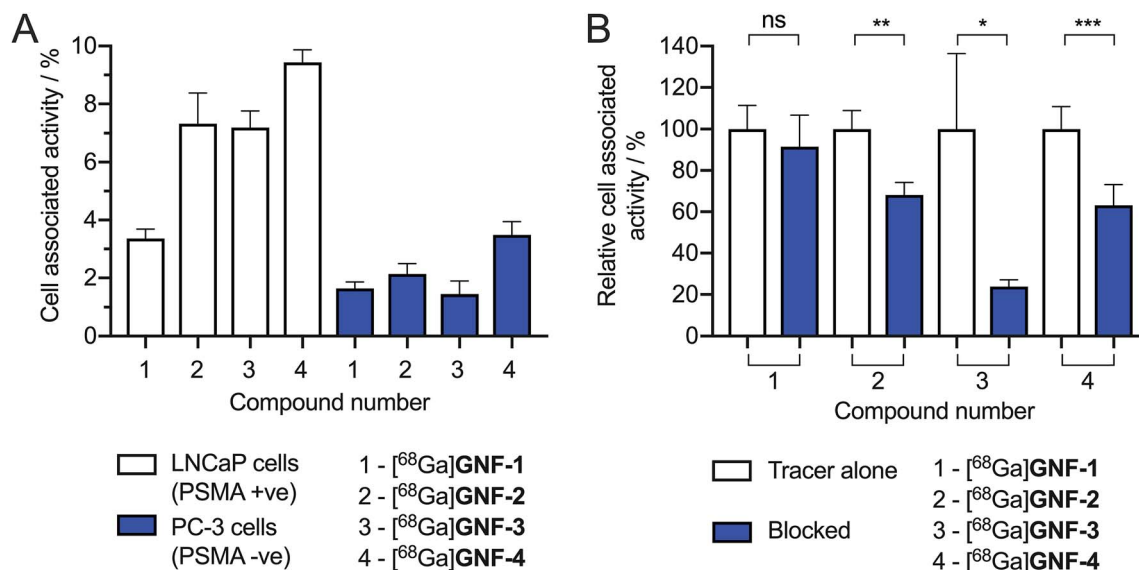 A
Cell associated activity / %
10
8
6
4
2
0
1 2 3 4 1 2 3 4
Compound number
LNCaP cells
(PSMA +ve)
PC-3 cells
(PSMA -ve)
1 - [⁶⁸Ga]GNF-1
2 - [⁶⁸Ga]GNF-2
3 - [⁶⁸Ga]GNF-3
4 - [⁶⁸Ga]GNF-4
B
Relative cell associated
activity / %
ns ** * ***
140
120
100
80
60
40
20
0
1 2 3 4
Compound number
Tracer alone
Blocked
1 - [⁶⁸Ga]GNF-1
2 - [⁶⁸Ga]GNF-2
3 - [⁶⁸Ga]GNF-3
4 - [⁶⁸Ga]GNF-4